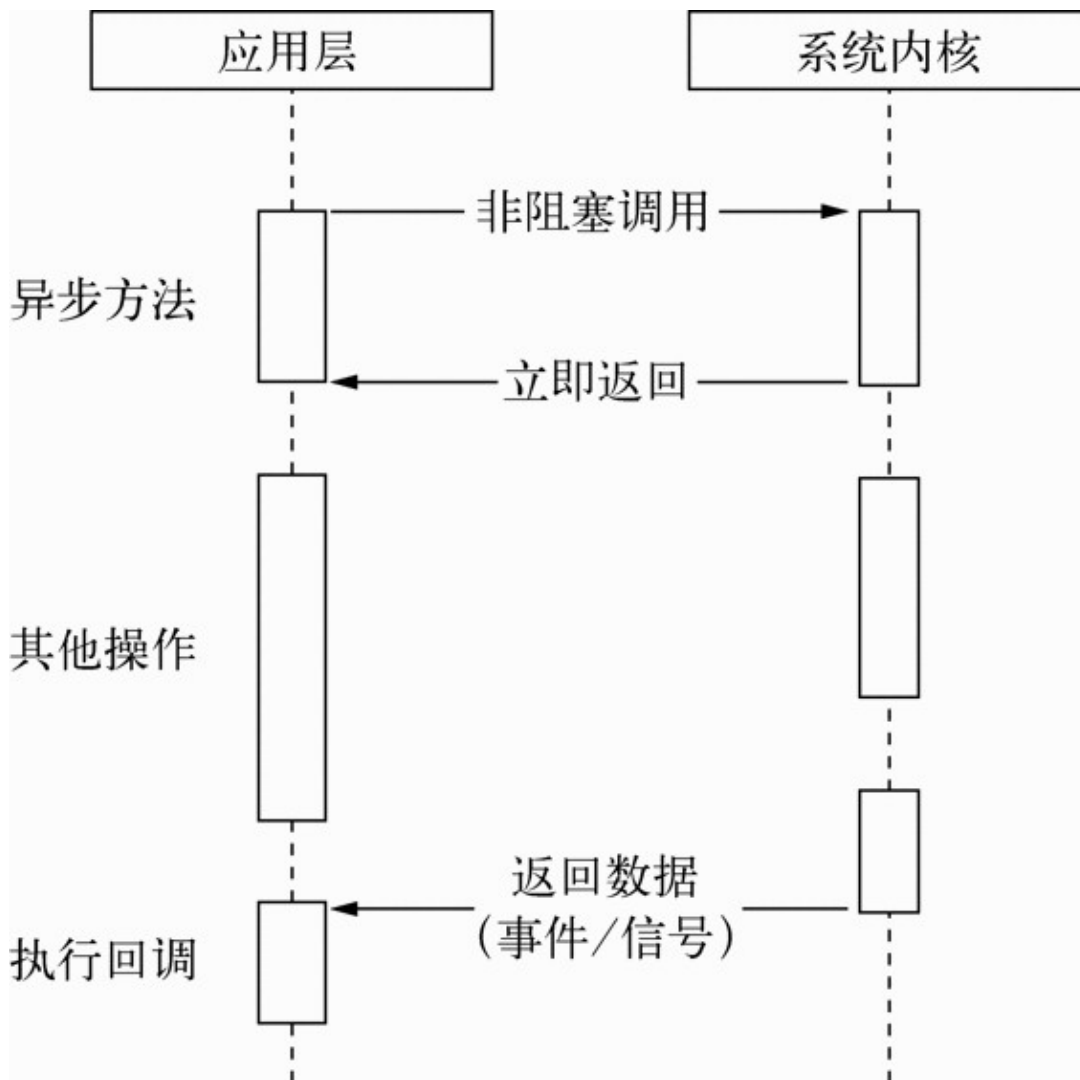 应用层
系统内核
非阻塞调用
异步方法
立即返回
其他操作
返回数据
（事件/信号）
执行回调